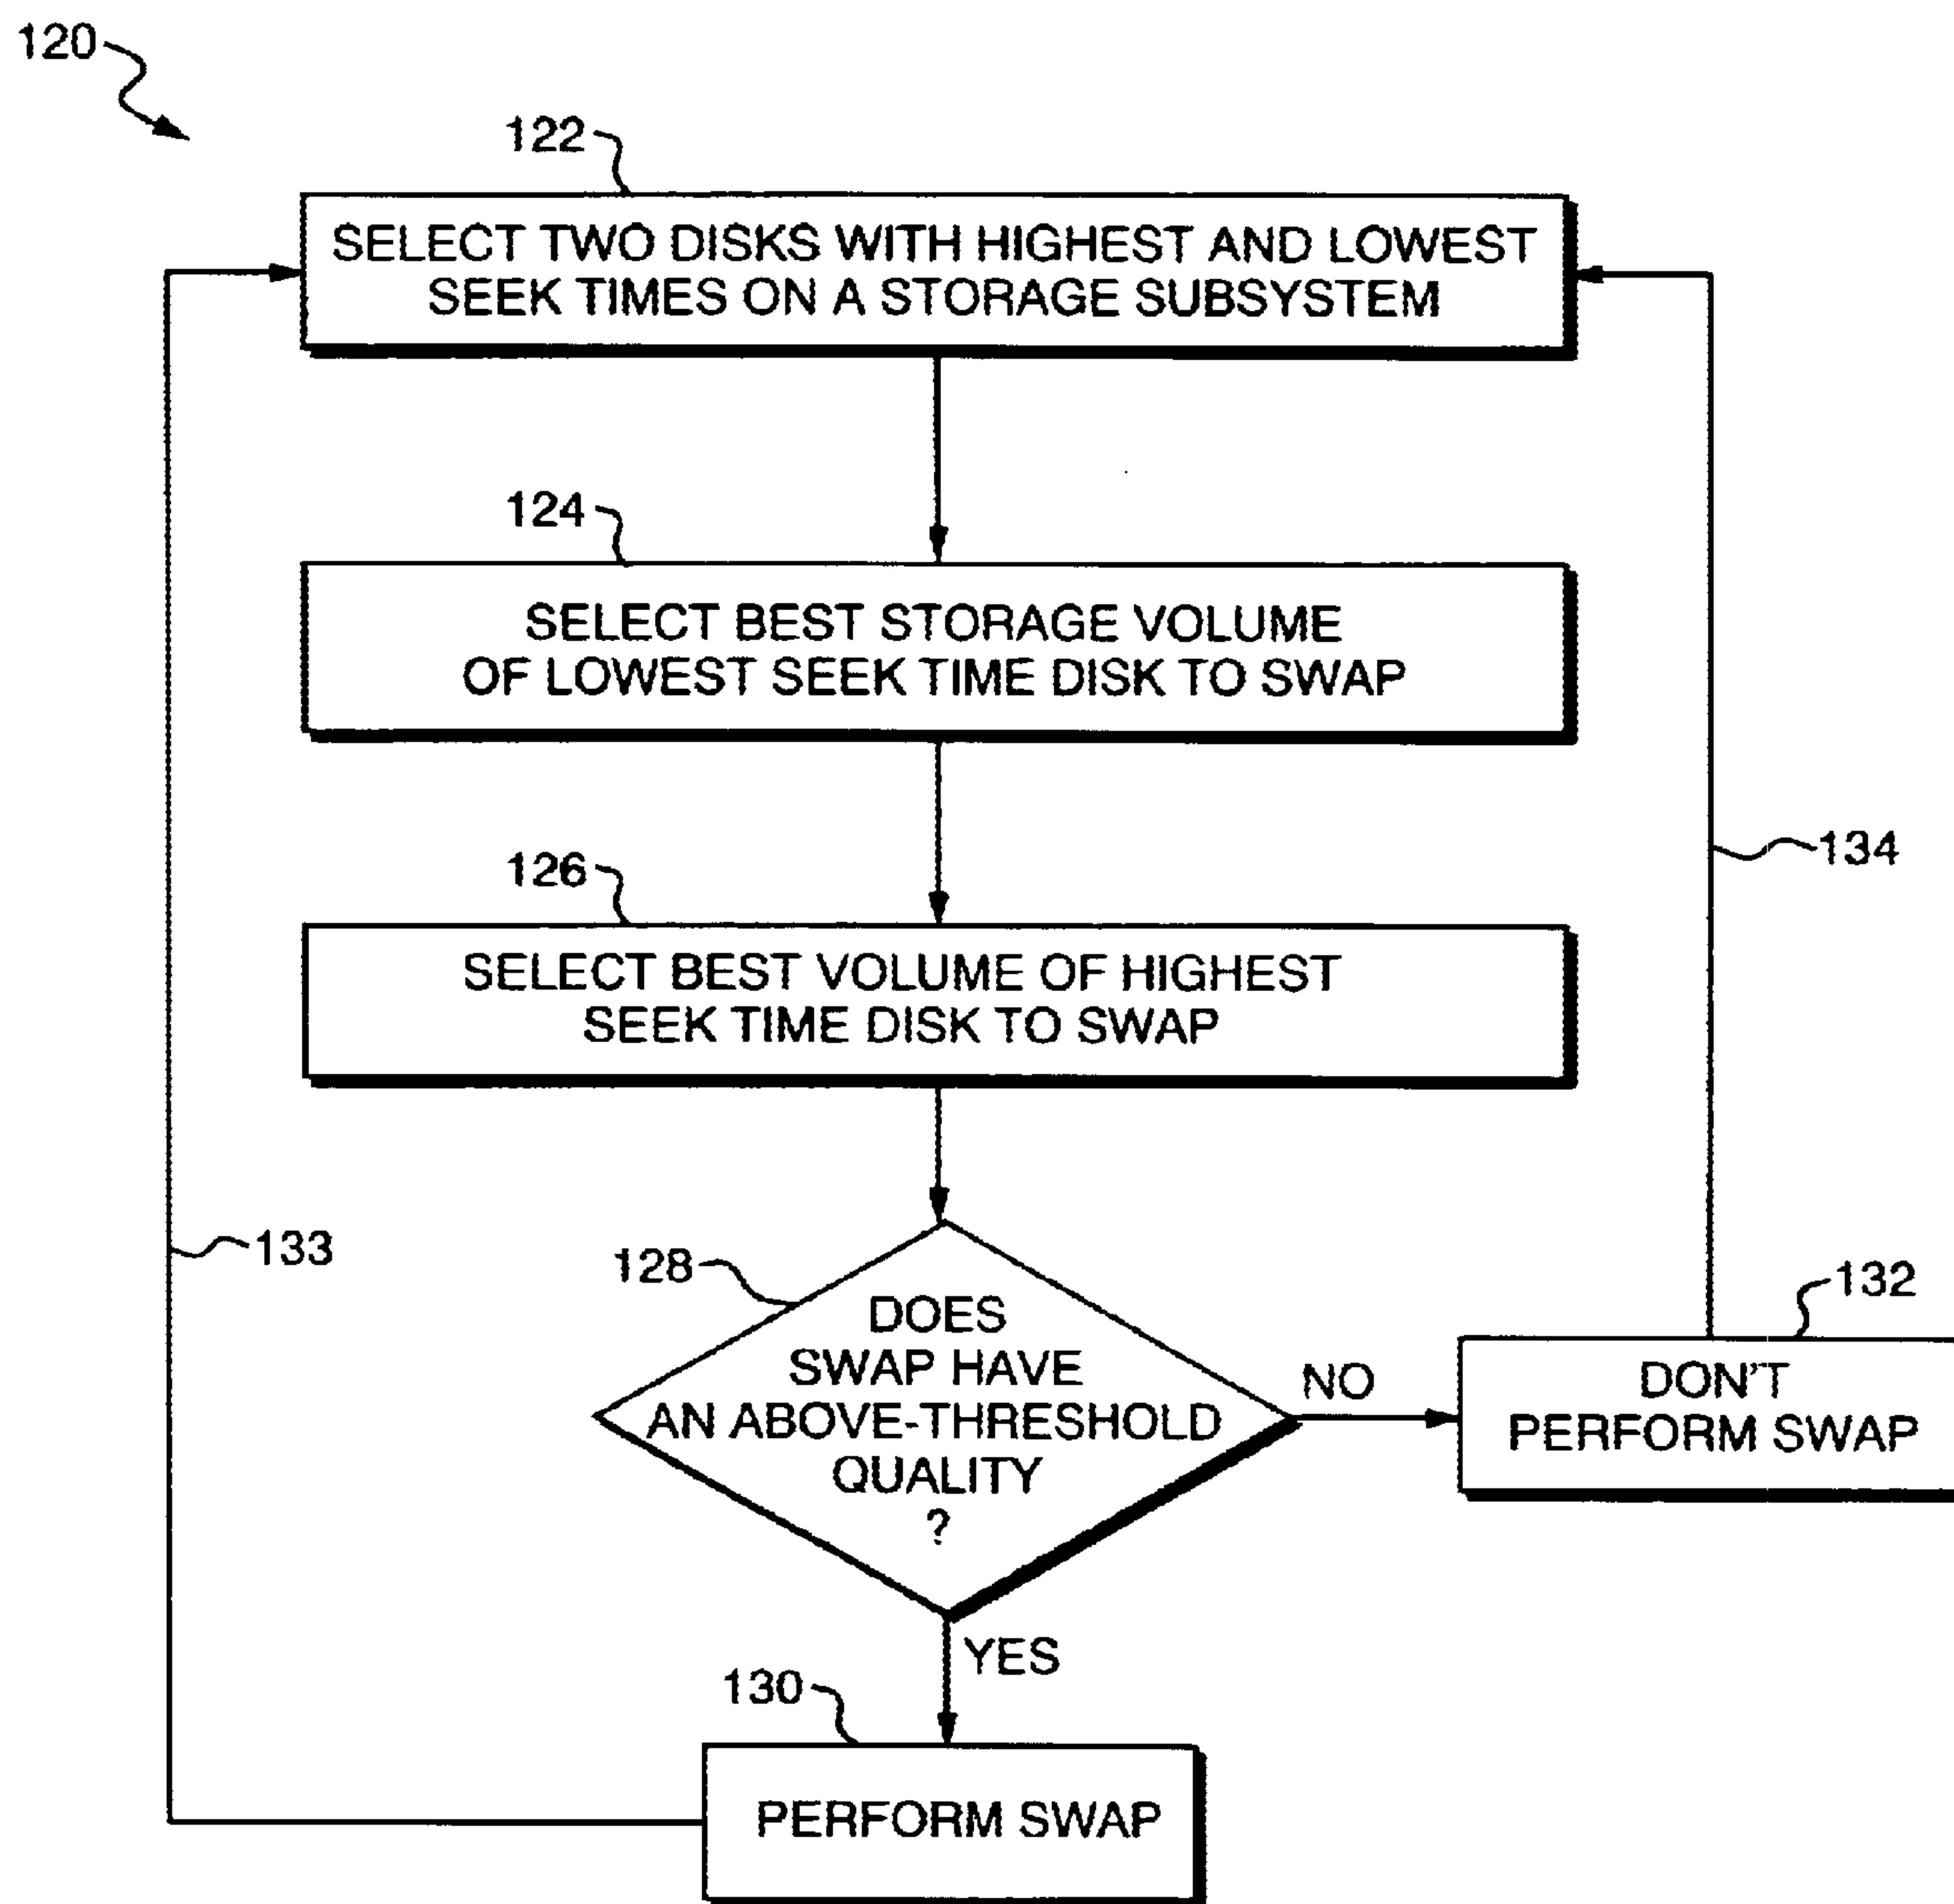 120
122
SELECT TWO DISKS WITH HIGHEST AND LOWEST
SEEK TIMES ON A STORAGE SUBSYSTEM
124
SELECT BEST STORAGE VOLUME
OF LOWEST SEEK TIME DISK TO SWAP
134
126
SELECT BEST VOLUME OF HIGHEST
SEEK TIME DISK TO SWAP
133
128
DOES
SWAP HAVE
AN ABOVE-THRESHOLD
QUALITY
?
NO
132
DON'T
PERFORM SWAP
YES
130
PERFORM SWAP